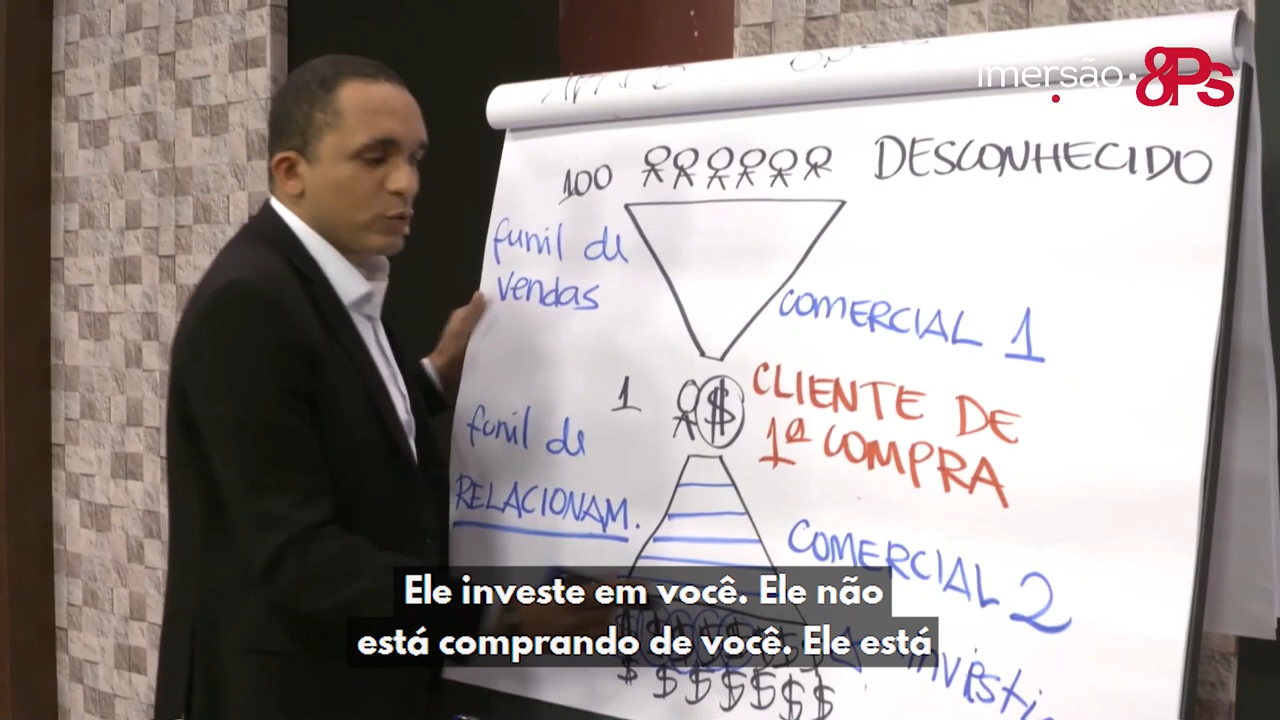 imersão · 8Ps
100
DESCONHECIDO
funil de
vendas
COMERCIAL 1
1
$
CLIENTE DE
1ª COMPRA
funil de
RELACIONAM.
COMERCIAL 2
Ele investe em você. Ele não
está comprando de você. Ele está
$ $ $ $ $ $ $